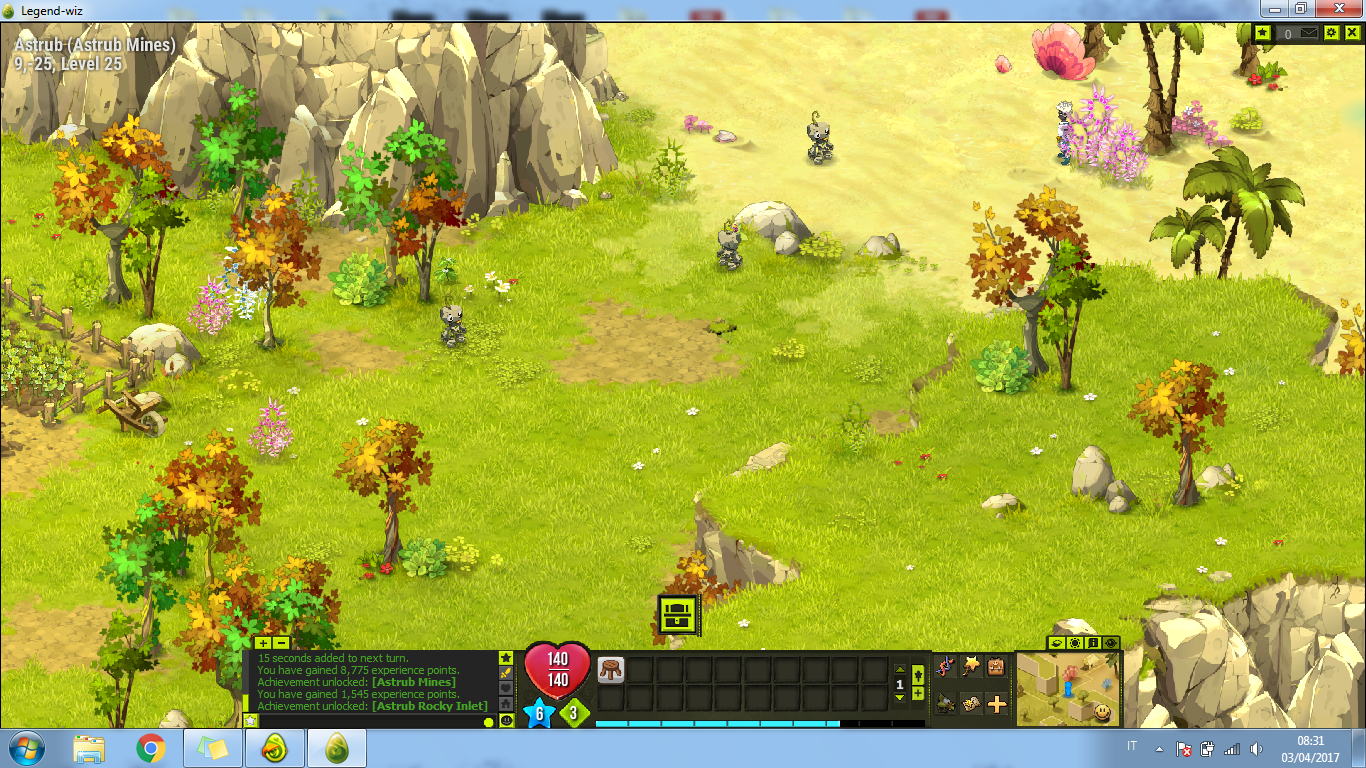 Legend-wiz
Astrub (Astrub Mines)
9,-25, Level 25
0
15 seconds added to next turn.
You have gained 8,775 experience points.
Achievement unlocked: [Astrub Mines]
You have gained 1,545 experience points.
Achievement unlocked: [Astrub Rocky Inlet]
140
140
6
3
1
IT
08:31
03/04/2017